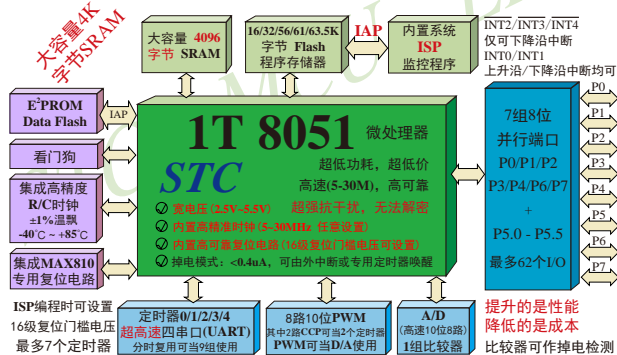 大容量4K
字节SRAM
大容量 4096
字节 SRAM
16/32/56/61/63.5K
字节 Flash
程序存储器
IAP
内置系统
ISP
监控程序
INT2/INT3/INT4
仅可下降沿中断
INT0/INT1
上升沿/下降沿中断均可
E²PROM
Data Flash
IAP
看门狗
集成高精度
R/C时钟
±1%温飘
-40℃～+85℃
集成MAX810
专用复位电路
1T 8051 微处理器
STC
超低功耗，超低价
高速(5-30M)，高可靠
宽电压(2.5V~5.5V) 超强抗干扰，无法解密
内置高精准时钟(5~30MHz 任意设置)
内置高可靠复位电路(16级复位门槛电压可设置)
掉电模式：<0.4uA，可由外中断或专用定时器唤醒
7组8位
并行端口
P0/P1/P2
P3/P4/P6/P7
+
P5.0 - P5.5
最多62个I/O
P0
P1
P2
P3
P4
P5
P6
P7
ISP编程时可设置
16级复位门槛电压
最多7个定时器
定时器0/1/2/3/4
超高速四串口(UART)
分时复用可当9组使用
8路10位PWM
其中2路CCP可当2个定时器
PWM可当D/A使用
A/D
(高速10位8路)
1组比较器
提升的是性能
降低的是成本
比较器可作掉电检测